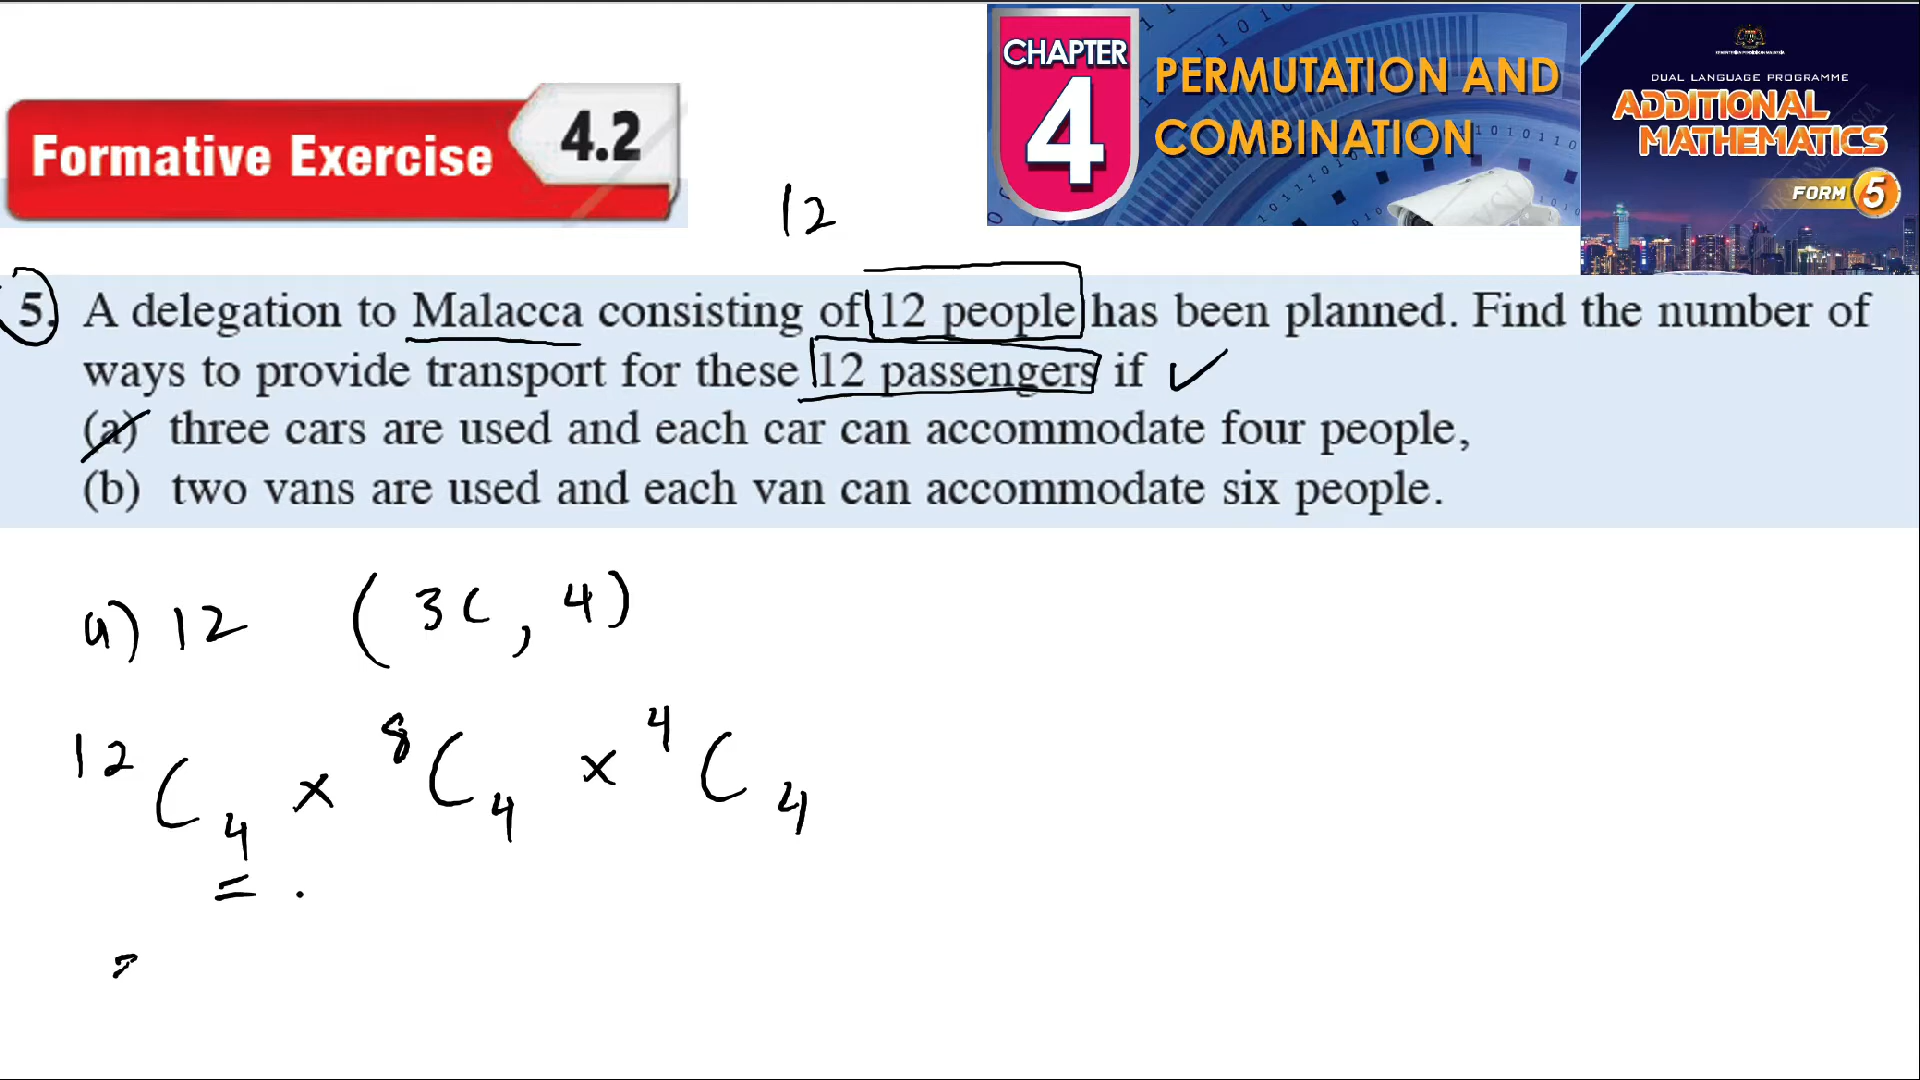 CHAPTER
4
PERMUTATION AND
COMBINATION
DUAL LANGUAGE PROGRAMME
ADDITIONAL
MATHEMATICS
FORM 5
Formative Exercise 4.2
12
5. A delegation to Malacca consisting of 12 people has been planned. Find the number of
ways to provide transport for these 12 passengers if ✓
(a) three cars are used and each car can accommodate four people,
(b) two vans are used and each van can accommodate six people.
a) 12 (3C, 4)
¹²C₄ × ⁸C₄ × ⁴C₄
= .